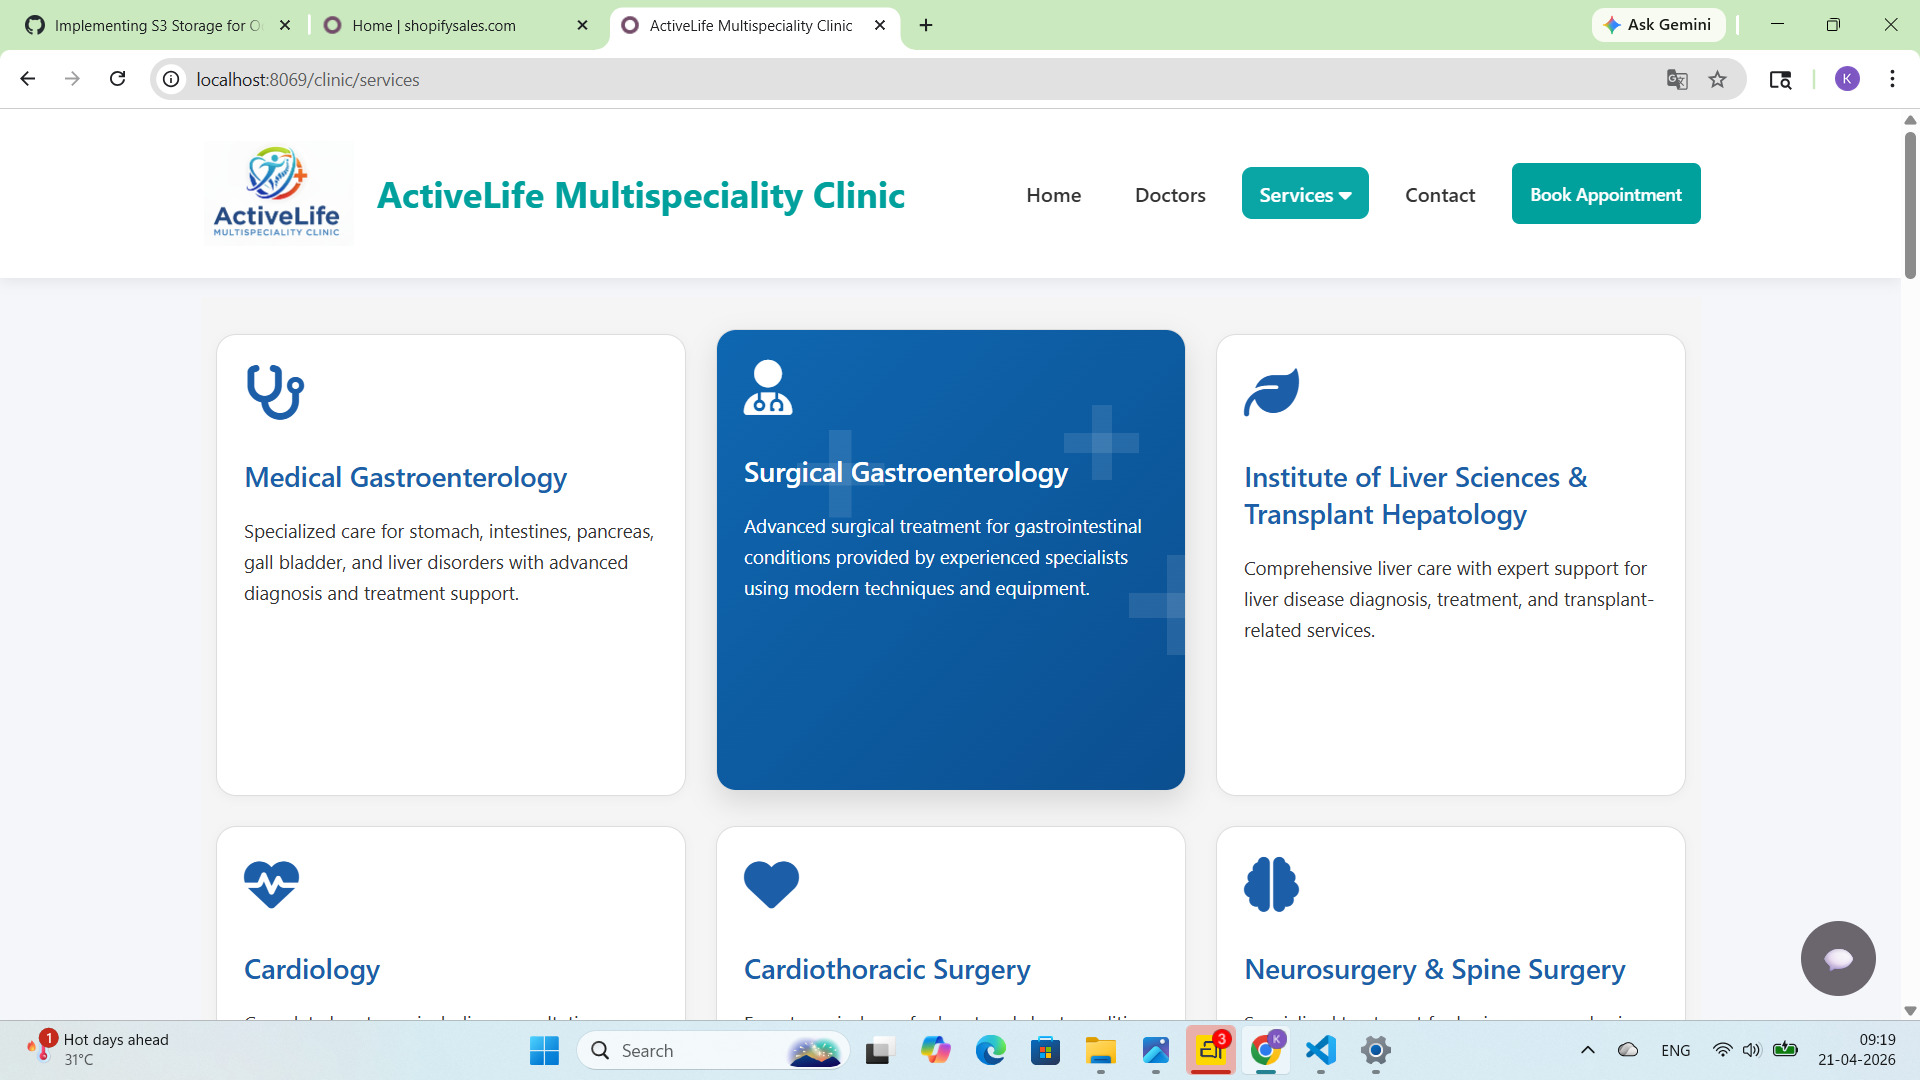 Implementing S3 Storage for O
Home | shopifysales.com
ActiveLife Multispeciality Clinic
Ask Gemini
localhost:8069/clinic/services
K
ActiveLife
MULTISPECIALITY CLINIC
ActiveLife Multispeciality Clinic
Home
Doctors
Services
Contact
Book Appointment
Medical Gastroenterology
Specialized care for stomach, intestines, pancreas,
gall bladder, and liver disorders with advanced
diagnosis and treatment support.
Surgical Gastroenterology
Advanced surgical treatment for gastrointestinal
conditions provided by experienced specialists
using modern techniques and equipment.
Institute of Liver Sciences &
Transplant Hepatology
Comprehensive liver care with expert support for
liver disease diagnosis, treatment, and transplant-
related services.
Cardiology
Cardiothoracic Surgery
Neurosurgery & Spine Surgery
1
Hot days ahead
31°C
Search
3
K
ENG
09:19
21-04-2026